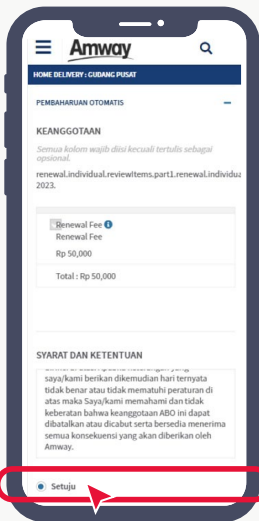 Amway
HOME DELIVERY : GUDANG PUSAT
PEMBAHARUAN OTOMATIS
KEANGGOTAAN
Semua kolom wajib diisi kecuali tertulis sebagai
opsional.
renewal.individual.reviewItems.part1.renewal.individua
2023.
Renewal Fee
Renewal Fee
Rp 50,000
Total : Rp 50,000
SYARAT DAN KETENTUAN
saya/kami berikan dikemudian hari ternyata
tidak benar atau tidak mematuhi peraturan di
atas maka Saya/kami memahami dan tidak
keberatan bahwa keanggotaan ABO ini dapat
dibatalkan atau dicabut serta bersedia menerima
semua konsekuensi yang akan diberikan oleh
Amway.
Setuju